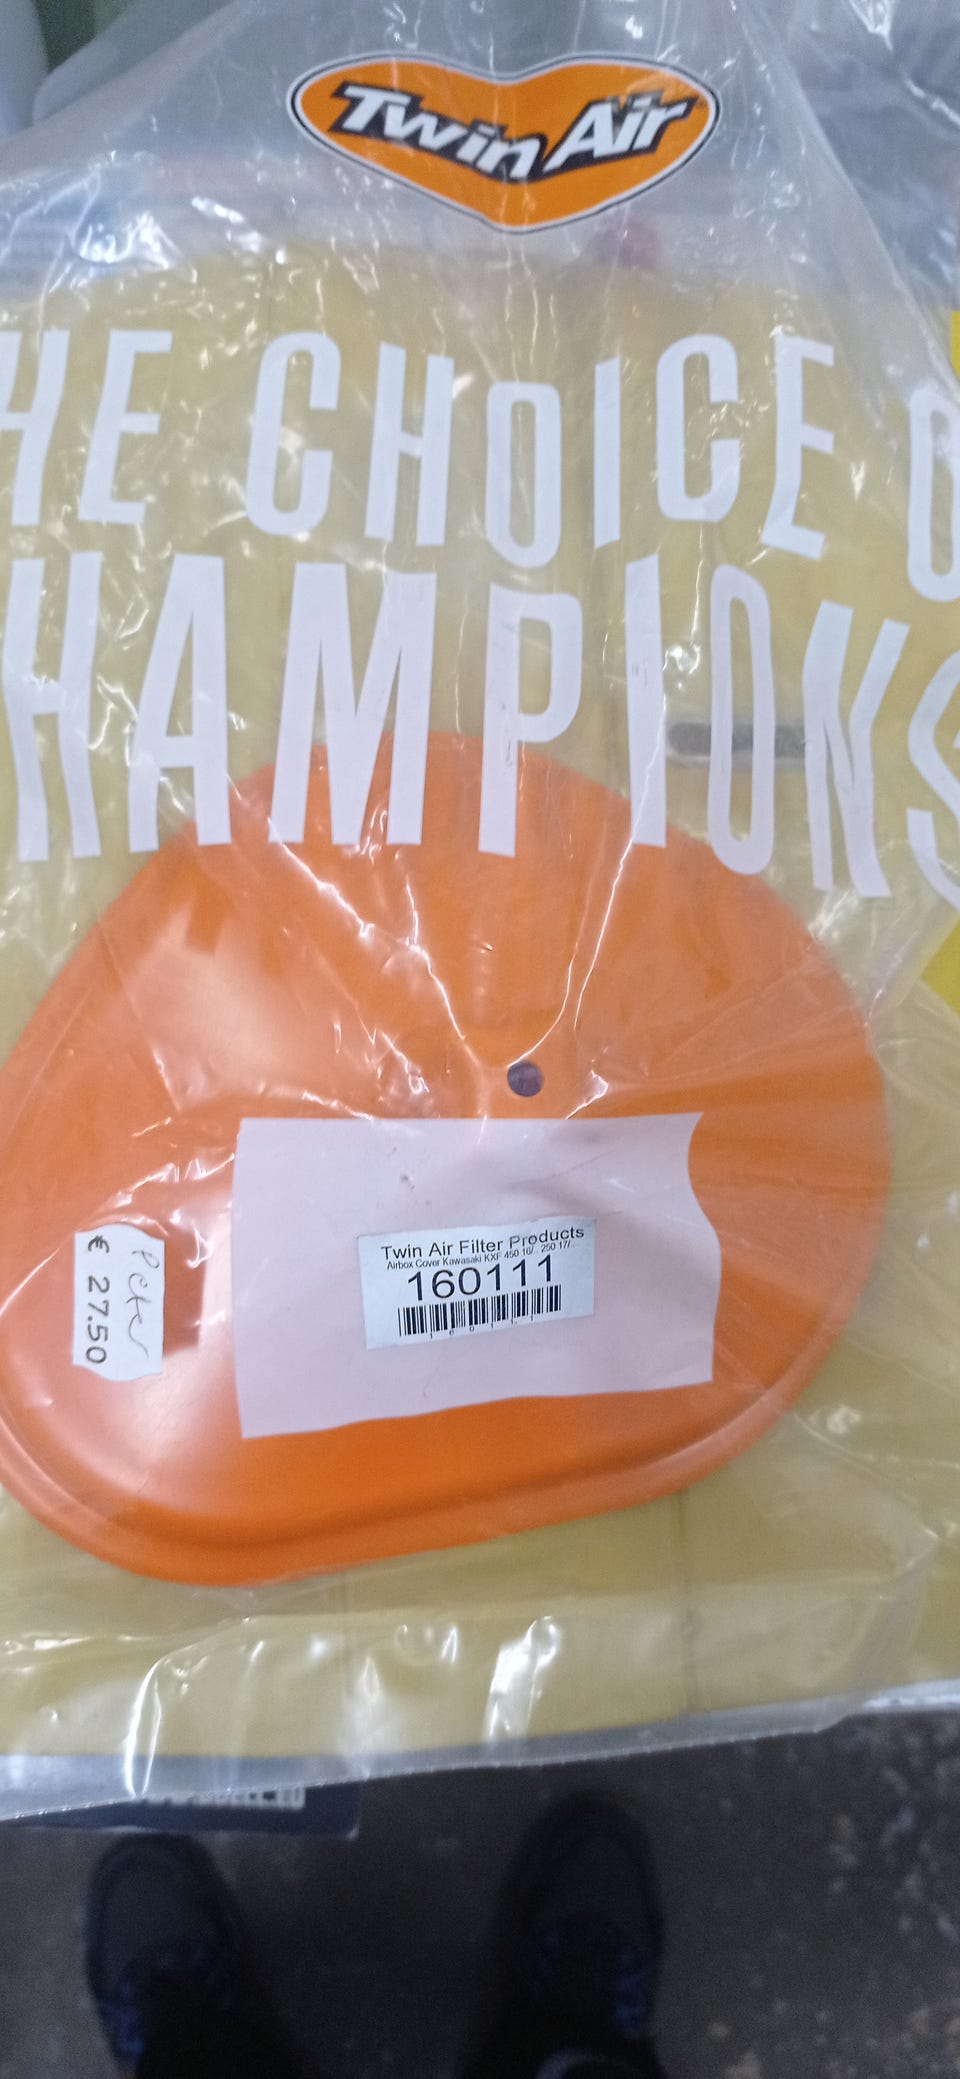 Twin Air
HE CHOICE O
HAMPIONS
Twin Air Filter Products
Airbox Cover Kawasaki KXF 450 16/.. 250 17/..
160111
160111
Peter
€ 27.50